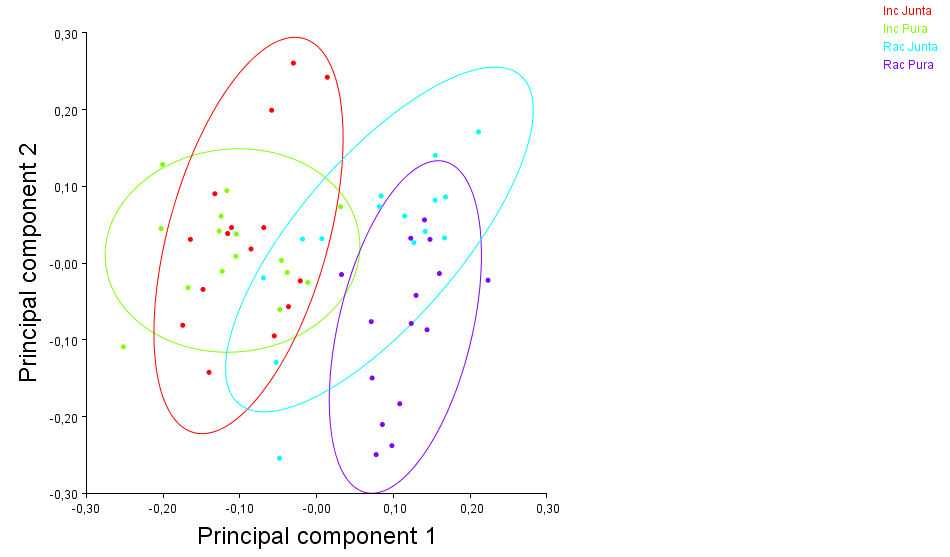 Inc Junta
Inc Pura
Rac Junta
Rac Pura
0,30
0,20
0,10
-0,00
-0,10
-0,20
-0,30
Principal component 2
-0,30
-0,20
-0,10
-0,00
0,10
0,20
0,30
Principal component 1